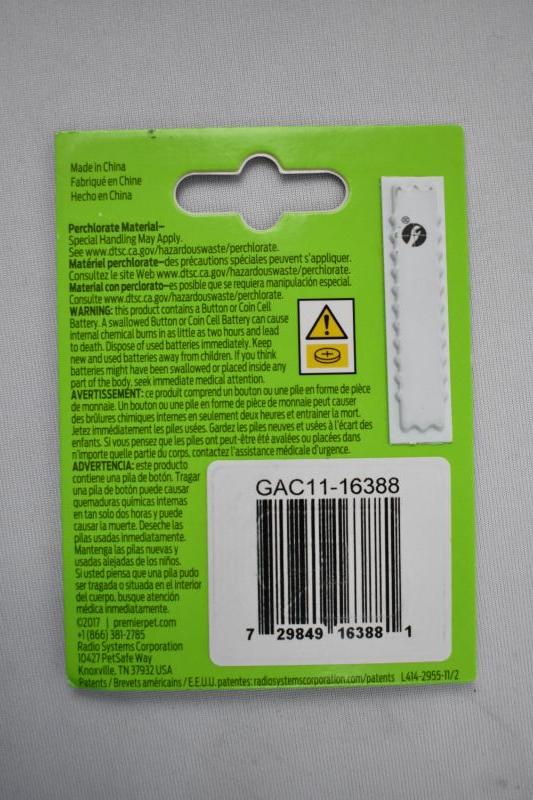 Made in China
Fabriqué en Chine
Hecho en China
Perchlorate Material–
Special Handling May Apply.
See www.dtsc.ca.gov/hazardouswaste/perchlorate.
Matériel perchlorate–des précautions spéciales peuvent s'appliquer.
Consultez le site Web www.dtsc.ca.gov/hazardouswaste/perchlorate.
Material con perclorato–es posible que se requiera manipulación especial.
Consulte www.dtsc.ca.gov/hazardouswaste/perchlorate.
WARNING: this product contains a Button or Coin Cell
Battery. A swallowed Button or Coin Cell Battery can cause
internal chemical burns in as little as two hours and lead
to death. Dispose of used batteries immediately. Keep
new and used batteries away from children. If you think
batteries might have been swallowed or placed inside any
part of the body, seek immediate medical attention.
AVERTISSEMENT: ce produit comprend un bouton ou une pile en forme de pièce
de monnaie. Un bouton ou une pile en forme de pièce de monnaie peut causer
des brûlures chimiques internes en seulement deux heures et entrainer la mort.
Jetez immédiatement les piles usées. Gardez les piles neuves et usées à l'écart des
enfants. Si vous pensez que les piles ont peut-être été avalées ou placées dans
n'importe quelle partie du corps, contactez l'assistance médicale d'urgence.
ADVERTENCIA: este producto
contiene una pila de botón. Tragar
una pila de botón puede causar
quemaduras químicas internas
en tan solo dos horas y puede
causar la muerte. Deseche las
pilas usadas inmediatamente.
Mantenga las pilas nuevas y
usadas alejadas de los niños.
Si usted piensa que una pila pudo
ser tragada o situada en el interior
del cuerpo, busque atención
médica inmediatamente.
©2017 | premierpet.com
+1 (866) 381-2785
Radio Systems Corporation
10427 PetSafe Way
Knoxville, TN 37932 USA
Patents / Brevets américains / E.E.U.U. patentes: radiosystemscorporation.com/patents L414-2955-11/2
®
GAC11-16388
7 29849 16388 1